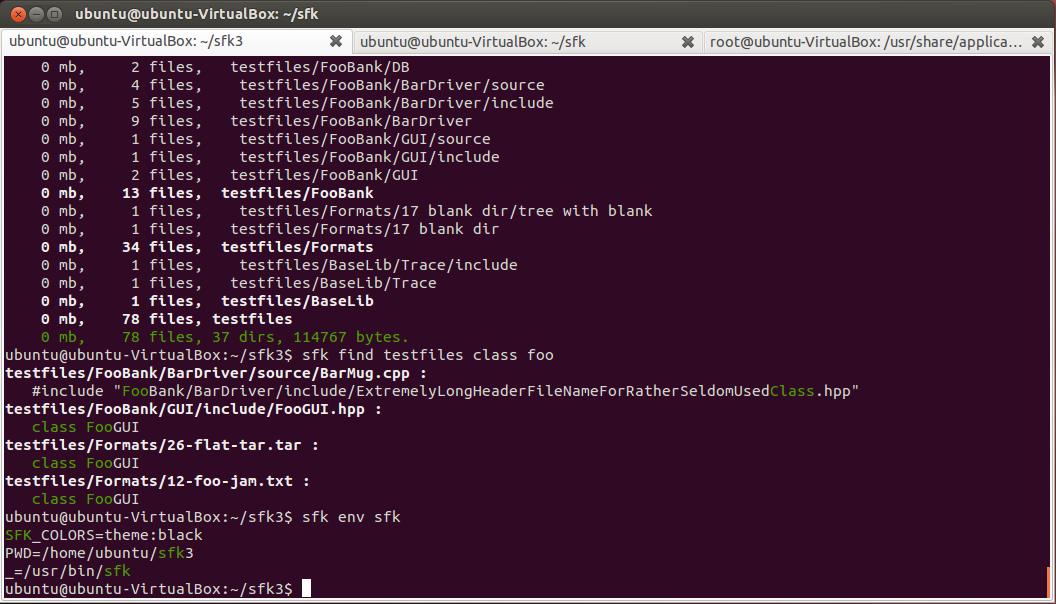 ubuntu@ubuntu-VirtualBox: ~/sfk
ubuntu@ubuntu-VirtualBox: ~/sfk3 ubuntu@ubuntu-VirtualBox: ~/sfk root@ubuntu-VirtualBox: /usr/share/applica...
0 mb, 2 files, testfiles/FooBank/DB
0 mb, 4 files, testfiles/FooBank/BarDriver/source
0 mb, 5 files, testfiles/FooBank/BarDriver/include
0 mb, 9 files, testfiles/FooBank/BarDriver
0 mb, 1 files, testfiles/FooBank/GUI/source
0 mb, 1 files, testfiles/FooBank/GUI/include
0 mb, 2 files, testfiles/FooBank/GUI
0 mb, 13 files, testfiles/FooBank
0 mb, 1 files, testfiles/Formats/17 blank dir/tree with blank
0 mb, 1 files, testfiles/Formats/17 blank dir
0 mb, 34 files, testfiles/Formats
0 mb, 1 files, testfiles/BaseLib/Trace/include
0 mb, 1 files, testfiles/BaseLib/Trace
0 mb, 1 files, testfiles/BaseLib
0 mb, 78 files, testfiles
0 mb, 78 files, 37 dirs, 114767 bytes.
ubuntu@ubuntu-VirtualBox:~/sfk3$ sfk find testfiles class foo
testfiles/FooBank/BarDriver/source/BarMug.cpp :
#include "FooBank/BarDriver/include/ExtremelyLongHeaderFileNameForRatherSeldomUsedClass.hpp"
testfiles/FooBank/GUI/include/FooGUI.hpp :
class FooGUI
testfiles/Formats/26-flat-tar.tar :
class FooGUI
testfiles/Formats/12-foo-jam.txt :
class FooGUI
ubuntu@ubuntu-VirtualBox:~/sfk3$ sfk env sfk
SFK_COLORS=theme:black
PWD=/home/ubuntu/sfk3
_=/usr/bin/sfk
ubuntu@ubuntu-VirtualBox:~/sfk3$